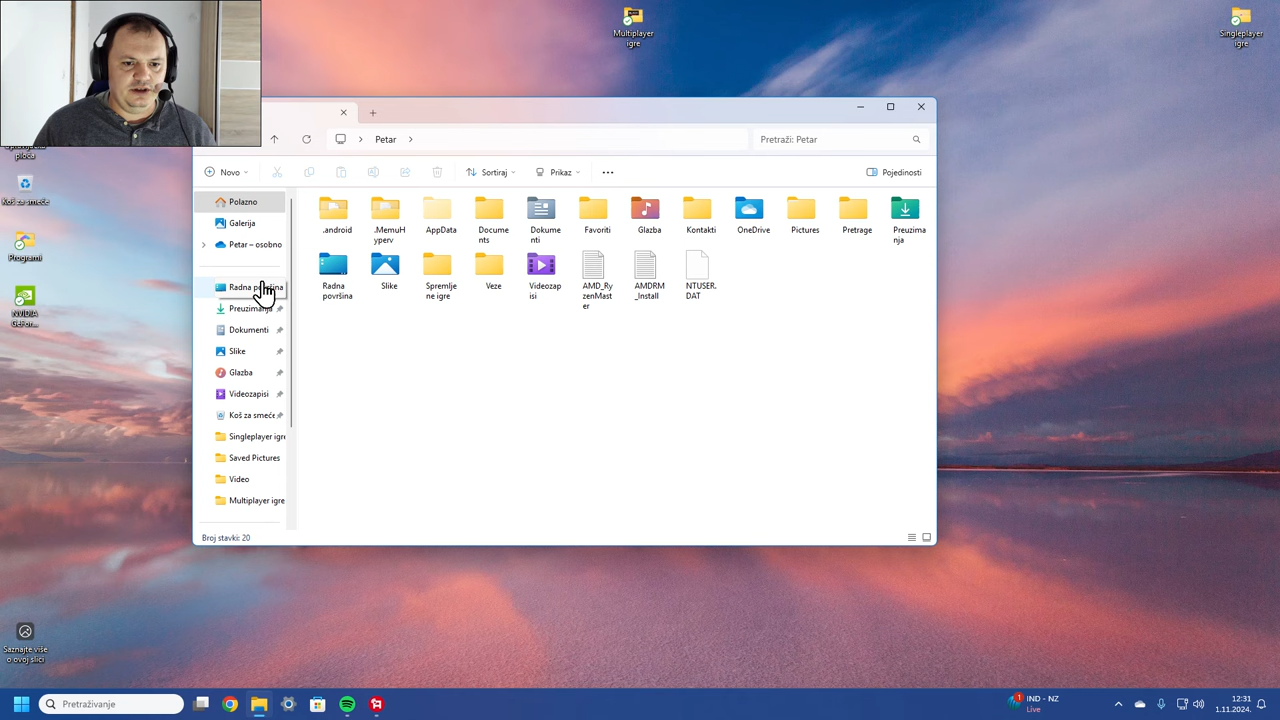 Multiplayer
igre
Singleplayer
igre
ploca
Koš za smeće
Programi
NVIDIA
GeFor...
Saznajte više
o ovoj slici
Petar
Pretraži: Petar
Novo
Sortiraj
Prikaz
Pojedinosti
Polazno
Galerija
Petar – osobno
Radna
Preuzimanja
Dokumenti
Slike
Glazba
Videozapisi
Koš za smeće
Singleplayer igre
Saved Pictures
Video
Multiplayer igre
.android
.MemuH
yperv
AppData
Docume
nts
Dokume
nti
Favoriti
Glazba
Kontakti
OneDrive
Pictures
Pretrage
Preuzima
nja
Radna
površina
Slike
Spremlje
ne igre
Veze
Videozap
isi
AMD_Ry
zenMast
er
AMDRM
_Install
NTUSER.
DAT
Broj stavki: 20
Pretraživanje
1
IND - NZ
Live
12:31
1.11.2024.